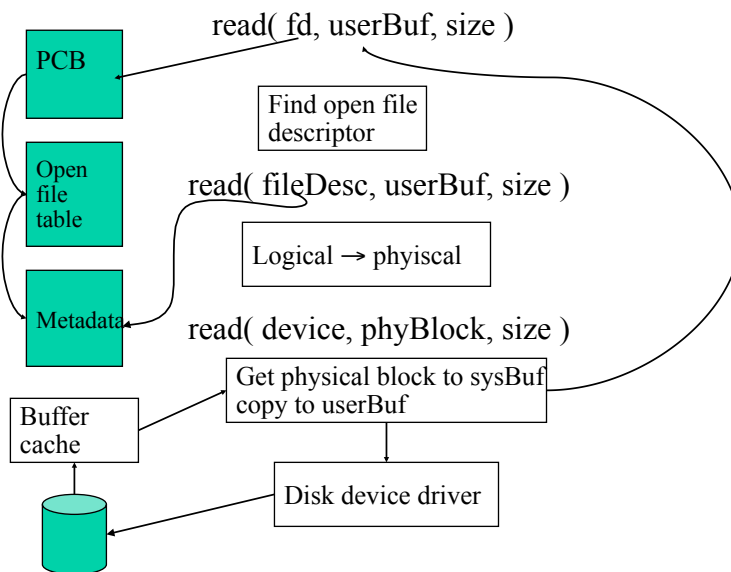 read( fd, userBuf, size )
PCB
Find open file
descriptor
Open
file
table
read( fileDesc, userBuf, size )
Logical → phyiscal
Metadata
read( device, phyBlock, size )
Get physical block to sysBuf
copy to userBuf
Buffer
cache
Disk device driver